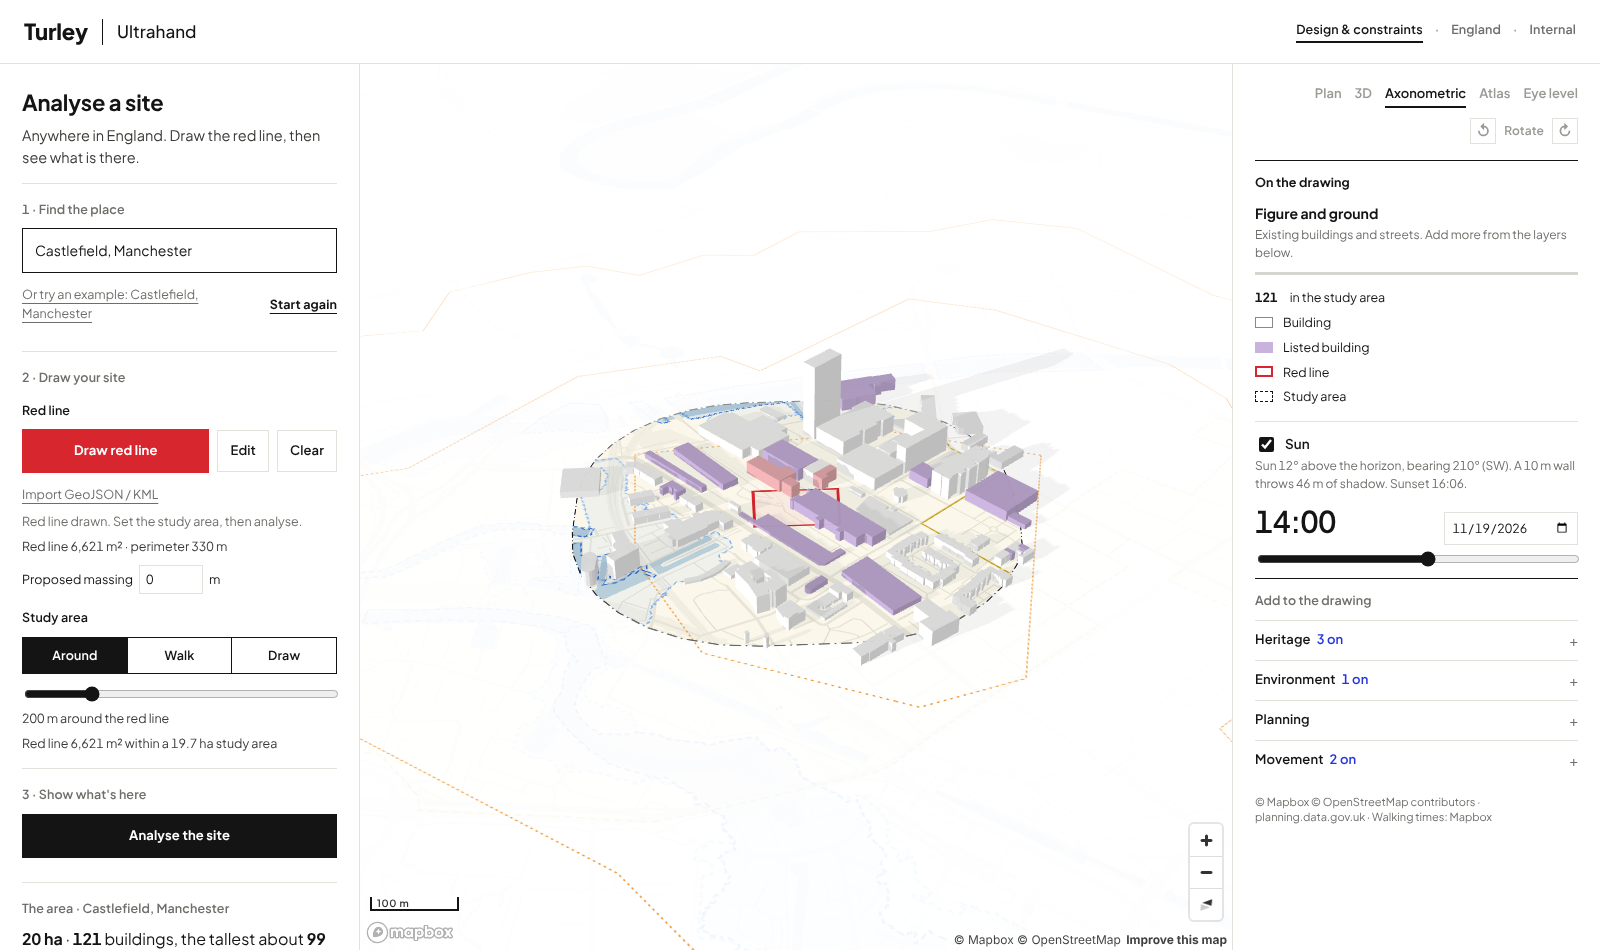 Turley
Ultrahand
Design & constraints · England · Internal
Analyse a site
Anywhere in England. Draw the red line, then
see what is there.
1 · Find the place
Castlefield, Manchester
Or try an example: Castlefield,
Manchester
Start again
2 · Draw your site
Red line
Draw red line
Edit
Clear
Import GeoJSON / KML
Red line drawn. Set the study area, then analyse.
Red line 6,621 m² · perimeter 330 m
Proposed massing 0 m
Study area
Around
Walk
Draw
200 m around the red line
Red line 6,621 m² within a 19.7 ha study area
3 · Show what's here
Analyse the site
The area · Castlefield, Manchester
20 ha · 121 buildings, the tallest about 99
100 m
mapbox
© Mapbox © OpenStreetMap Improve this map
Plan 3D Axonometric Atlas Eye level
Rotate
On the drawing
Figure and ground
Existing buildings and streets. Add more from the layers
below.
121 in the study area
Building
Listed building
Red line
Study area
Sun
Sun 12° above the horizon, bearing 210° (SW). A 10 m wall
throws 46 m of shadow. Sunset 16:06.
14:00
11/19/2026
Add to the drawing
Heritage 3 on +
Environment 1 on +
Planning +
Movement 2 on +
© Mapbox © OpenStreetMap contributors ·
planning.data.gov.uk · Walking times: Mapbox